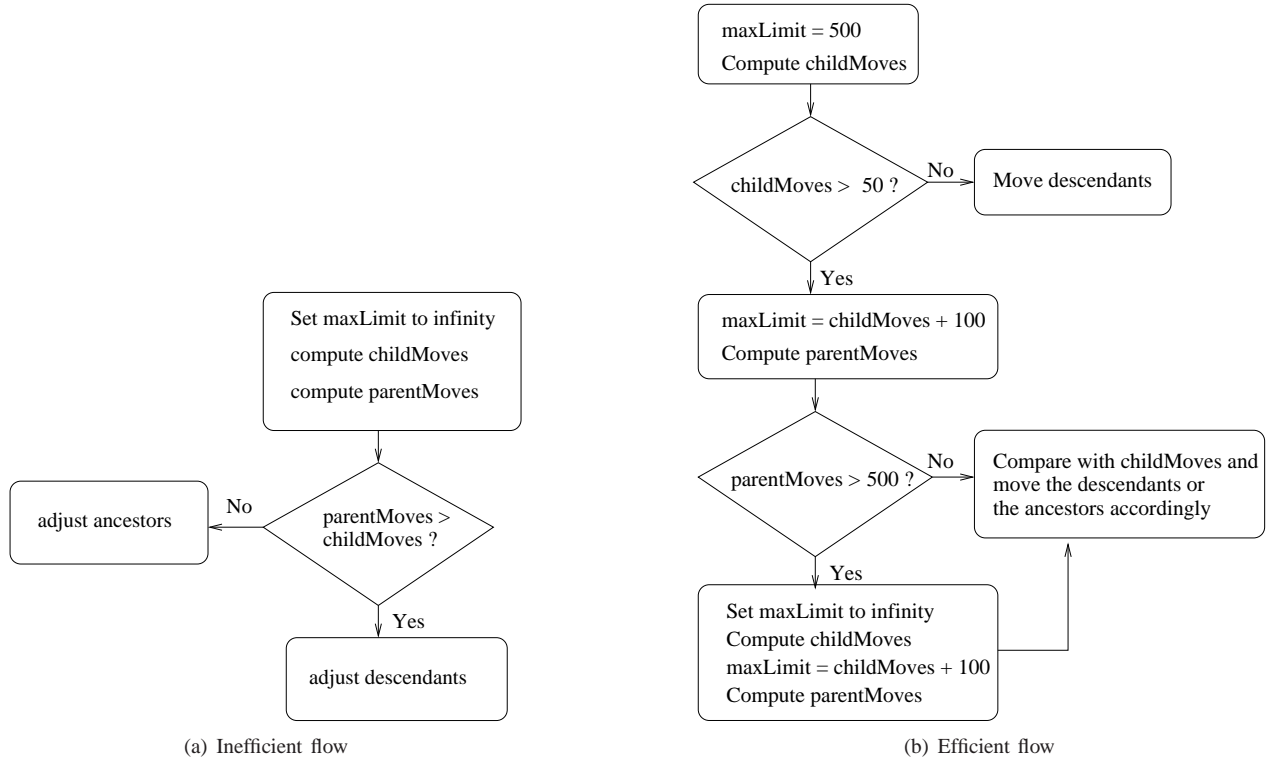 Set maxLimit to infinity
compute childMoves
compute parentMoves
parentMoves >
childMoves ?
No
adjust ancestors
Yes
adjust descendants
(a) Inefficient flow
maxLimit = 500
Compute childMoves
childMoves > 50 ?
No
Move descendants
Yes
maxLimit = childMoves + 100
Compute parentMoves
parentMoves > 500 ?
No
Compare with childMoves and
move the descendants or
the ancestors accordingly
Yes
Set maxLimit to infinity
Compute childMoves
maxLimit = childMoves + 100
Compute parentMoves
(b) Efficient flow